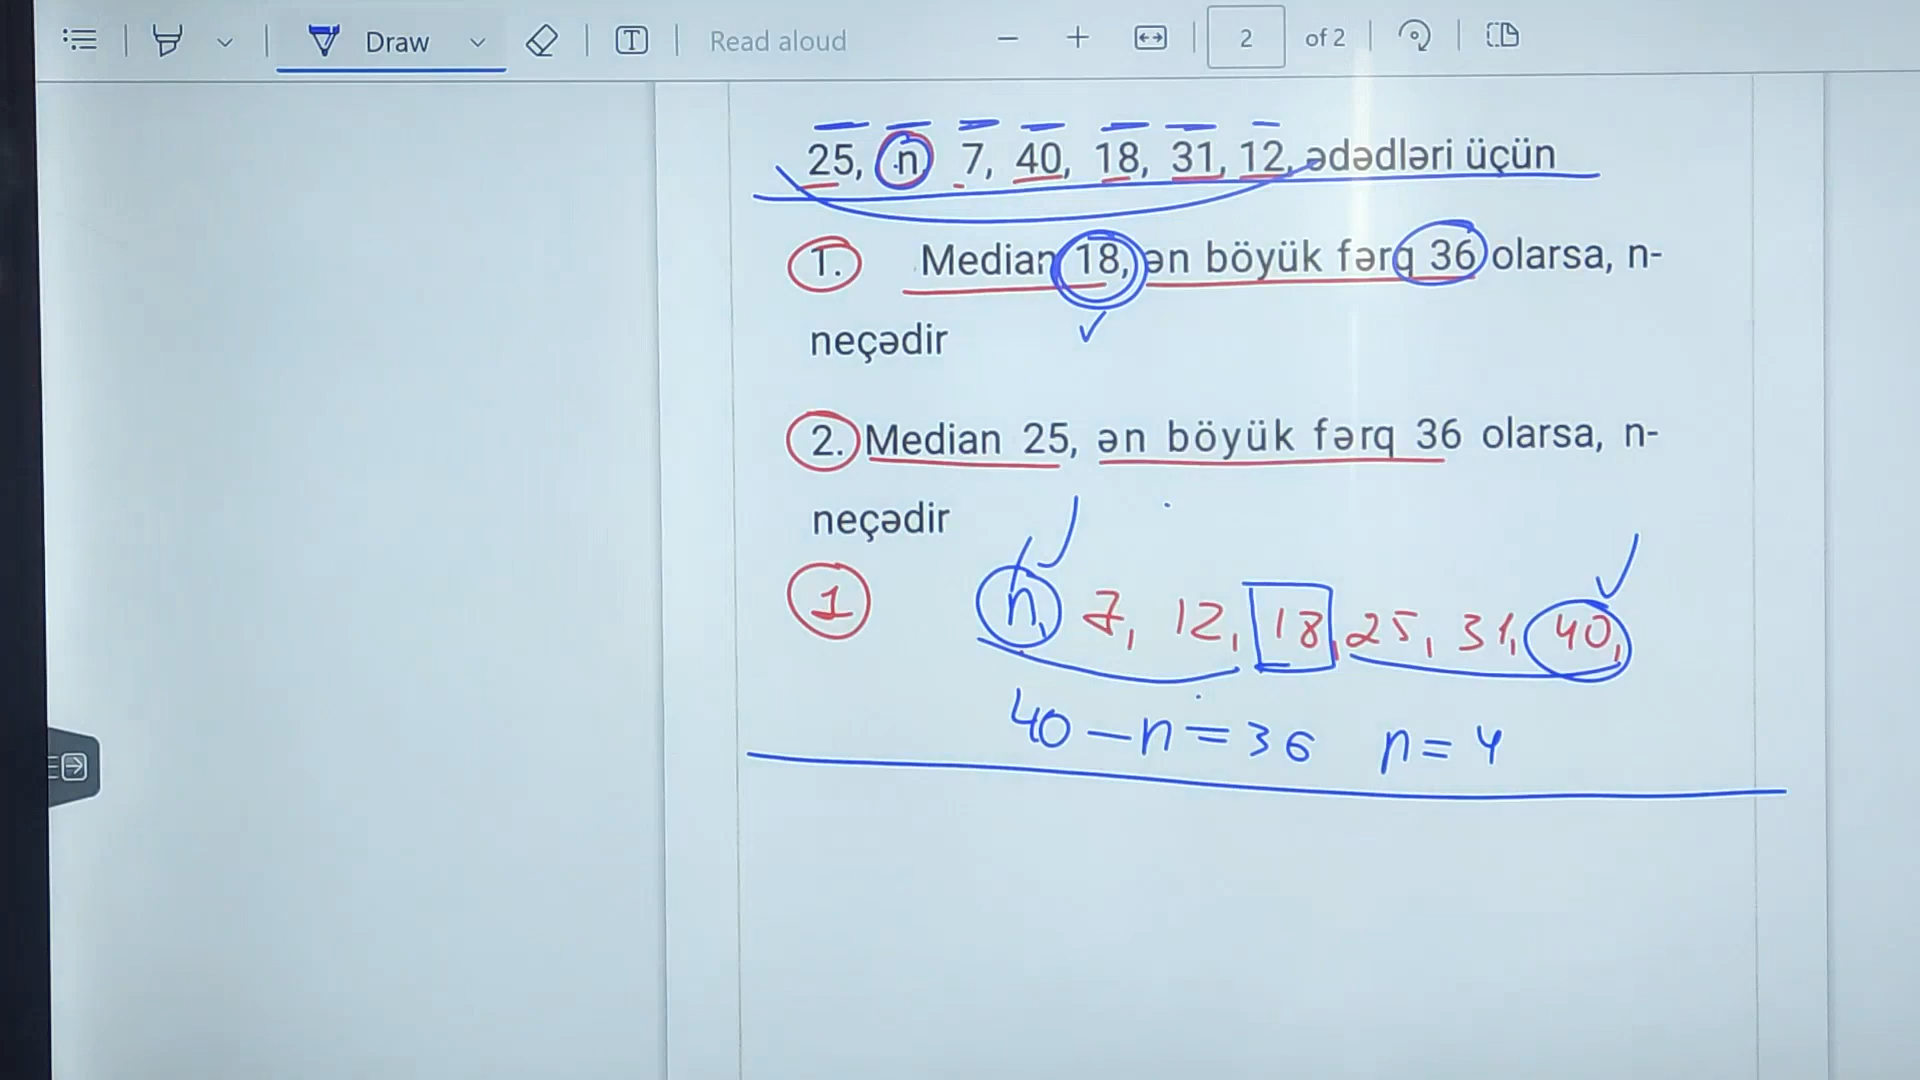 Draw Read aloud 2 of 2
25, n, 7, 40, 18, 31, 12, ədədləri üçün
1. Median 18, ən böyük fərq 36 olarsa, n-
neçədir
2. Median 25, ən böyük fərq 36 olarsa, n-
neçədir
1 n, 7, 12, 18, 25, 31, 40,
40 - n = 36 n = 4